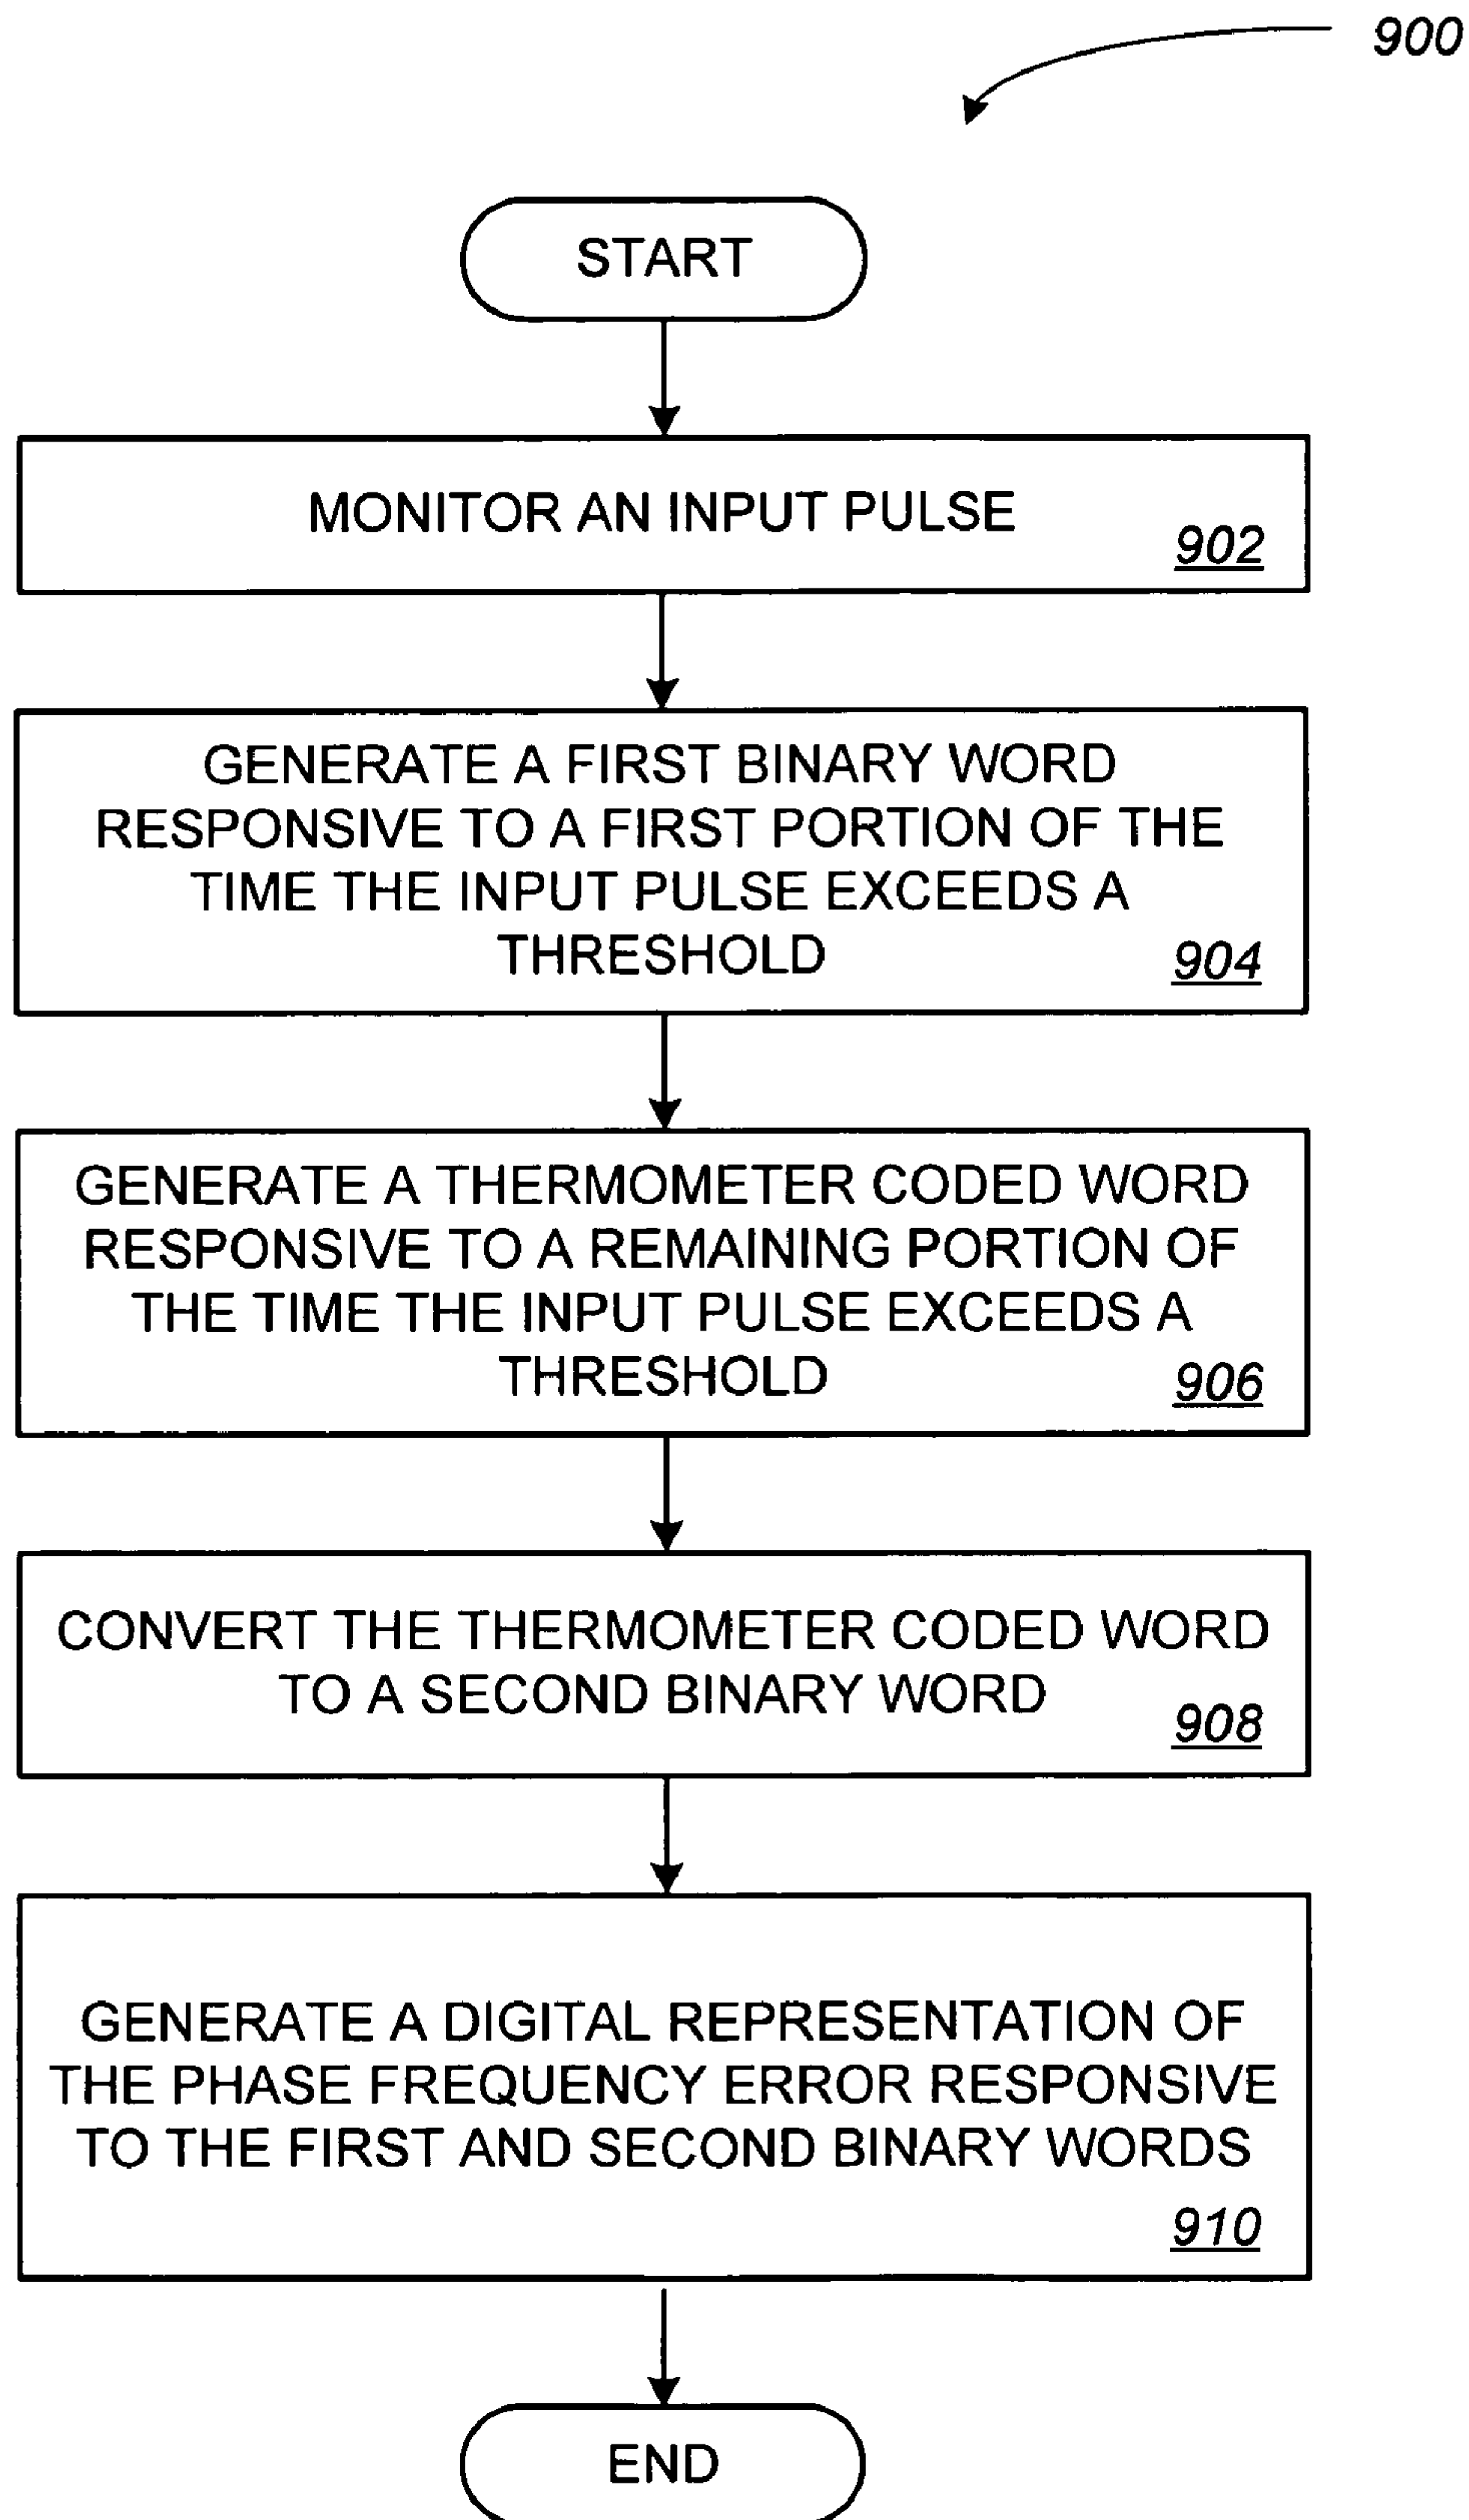 900
START
MONITOR AN INPUT PULSE
902
GENERATE A FIRST BINARY WORD
RESPONSIVE TO A FIRST PORTION OF THE
TIME THE INPUT PULSE EXCEEDS A
THRESHOLD
904
GENERATE A THERMOMETER CODED WORD
RESPONSIVE TO A REMAINING PORTION OF
THE TIME THE INPUT PULSE EXCEEDS A
THRESHOLD
906
CONVERT THE THERMOMETER CODED WORD
TO A SECOND BINARY WORD
908
GENERATE A DIGITAL REPRESENTATION OF
THE PHASE FREQUENCY ERROR RESPONSIVE
TO THE FIRST AND SECOND BINARY WORDS
910
END